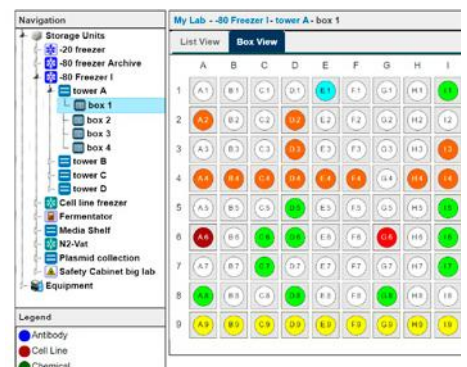 Navigation
Storage Units
-20 freezer
-80 freezer Archive
-80 Freezer I
tower A
box 1
box 2
box 3
box 4
tower B
tower C
tower D
Cell line freezer
Fermentator
Media Shelf
N2-Vat
Plasmid collection
Safety Cabinet big lab
Equipment
Legend
Antibody
Cell Line
Chemical
My Lab - -80 Freezer I - tower A - box 1
List View Box View
A B C D E F G H I
1 A1 B1 C1 D1 E1 F1 G1 H1 I1
2 A2 B2 C2 D2 E2 F2 G2 H2 I2
3 A3 B3 C3 D3 E3 F3 G3 H3 I3
4 A4 B4 C4 D4 E4 F4 G4 H4 I4
5 A5 B5 C5 D5 E5 F5 G5 H5 I5
6 A6 B6 C6 D6 E6 F6 G6 H6 I6
7 A7 B7 C7 D7 E7 F7 G7 H7 I7
8 A8 B8 C8 D8 E8 F8 G8 H8 I8
9 A9 B9 C9 D9 E9 F9 G9 H9 I9